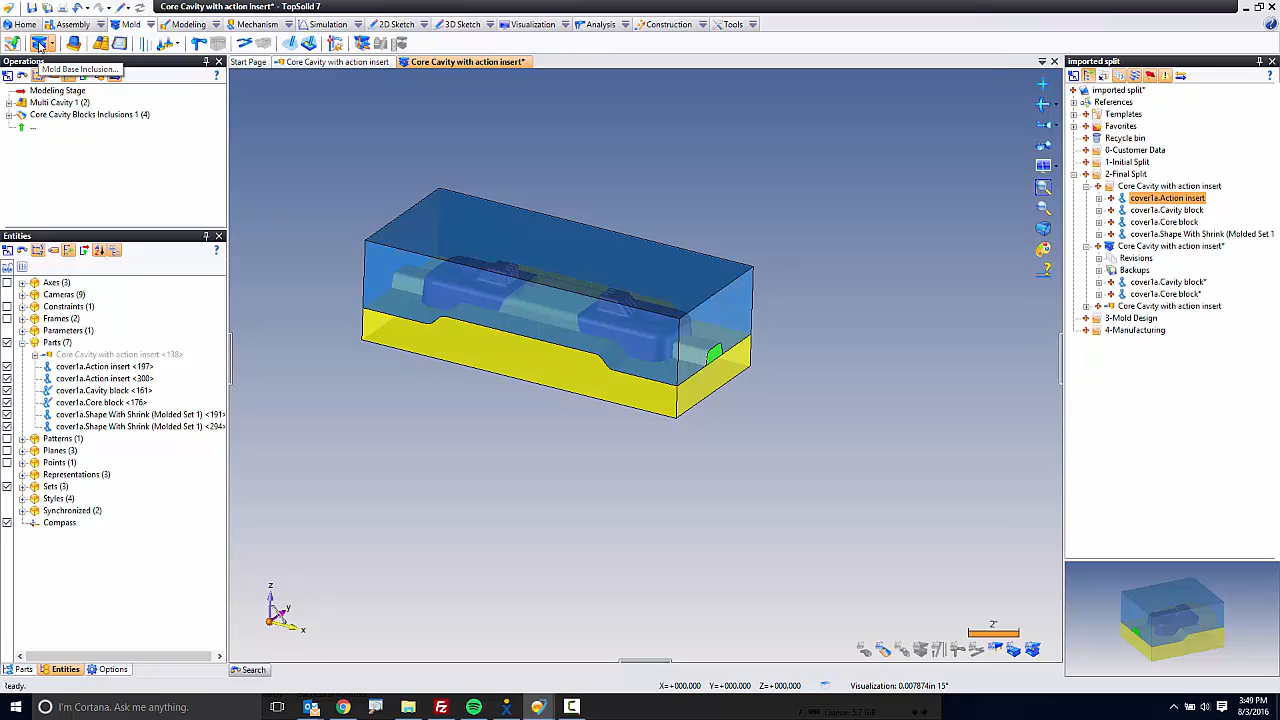 Core Cavity with action insert* - TopSolid 7
Home
Assembly
Mold
Modeling
Mechanism
Simulation
2D Sketch
3D Sketch
Visualization
Analysis
Construction
Tools
Mold Base Inclusion...
Operations
Modeling Stage
Multi Cavity 1 (2)
Core Cavity Blocks Inclusions 1 (4)
...
Entities
Axes (3)
Cameras (9)
Constraints (1)
Frames (2)
Parameters (1)
Parts (7)
Core Cavity with action insert <138>
cover1a.Action insert <197>
cover1a.Action insert <300>
cover1a.Cavity block <161>
cover1a.Core block <176>
cover1a.Shape With Shrink (Molded Set 1) <191>
cover1a.Shape With Shrink (Molded Set 1) <294>
Patterns (1)
Planes (3)
Points (1)
Representations (3)
Sets (3)
Styles (4)
Synchronized (2)
Compass
Parts
Entities
Options
Start Page
Core Cavity with action insert
Core Cavity with action insert*
z
y
x
2"
Search
imported split
imported split*
References
Templates
Favorites
Recycle bin
0-Customer Data
1-Initial Split
2-Final Split
Core Cavity with action insert
cover1a.Action insert
cover1a.Cavity block
cover1a.Core block
cover1a.Shape With Shrink (Molded Set 1
Core Cavity with action insert*
Revisions
Backups
cover1a.Cavity block*
cover1a.Core block*
Core Cavity with action insert
3-Mold Design
4-Manufacturing
Ready.
X=+000.000 Y=+000.000 Z=+000.000
Visualization: 0.007874in 15°
I'm Cortana. Ask me anything.
3:49 PM
8/3/2016